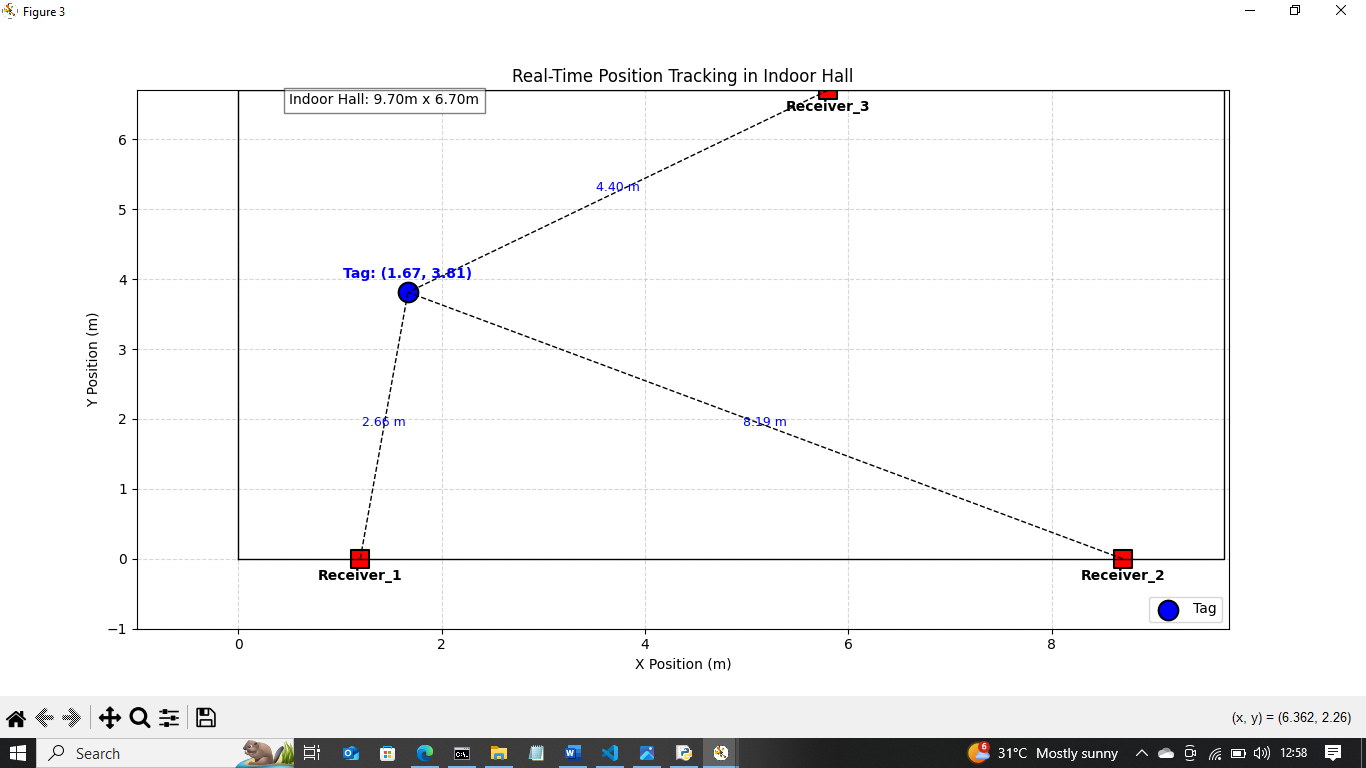 Figure 3
Real-Time Position Tracking in Indoor Hall
Indoor Hall: 9.70m x 6.70m
Receiver_3
6
4.40 m
5
Tag: (1.67, 3.81)
4
Y Position (m)
3
2
2.66 m
8.19 m
1
0
Receiver_1
Receiver_2
Tag
−1
0
2
4
6
8
X Position (m)
(x, y) = (6.362, 2.26)
Search
6
31°C Mostly sunny
12:58